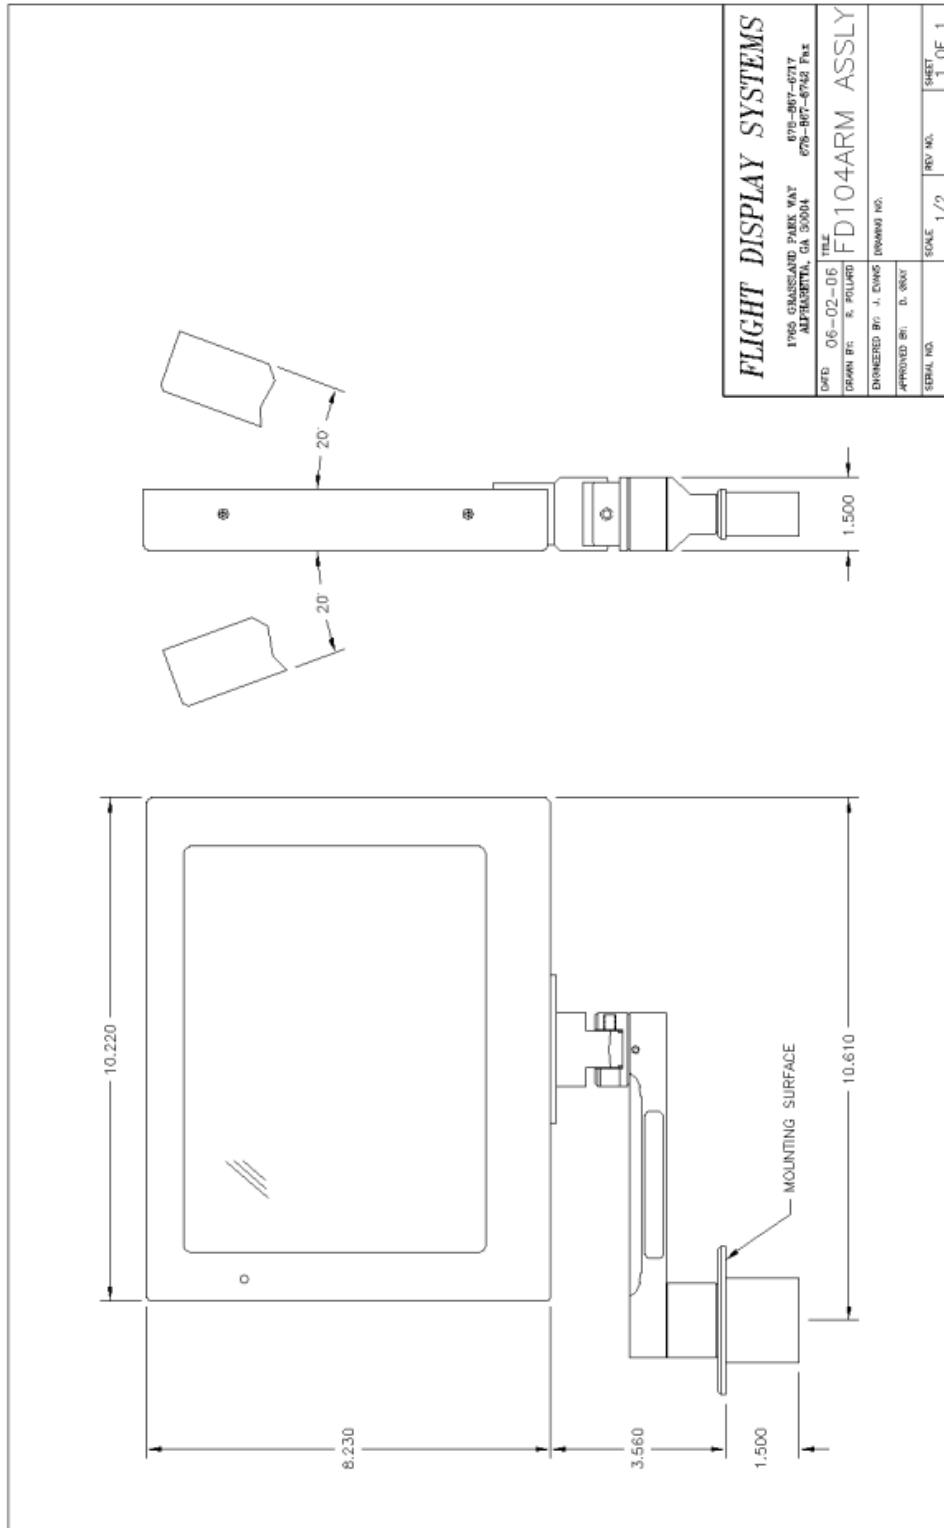 10.220
8.230
3.560
1.500
10.610
MOUNTING SURFACE
20°
20°
1.500
FLIGHT DISPLAY SYSTEMS
1765 GRASSLAND PARK WAY 678-867-6717
ALPHARETTA, GA 30004 678-867-6742 Fax
DATE: 06-02-06
TITLE FD104ARM ASSLY
DRAWN BY: R. POLLARD
ENGINEERED BY: J. EVANS
DRAWING NO.
APPROVED BY: D. GRAY
SERIAL NO.
SCALE 1/2
REV NO.
SHEET 1 OF 1